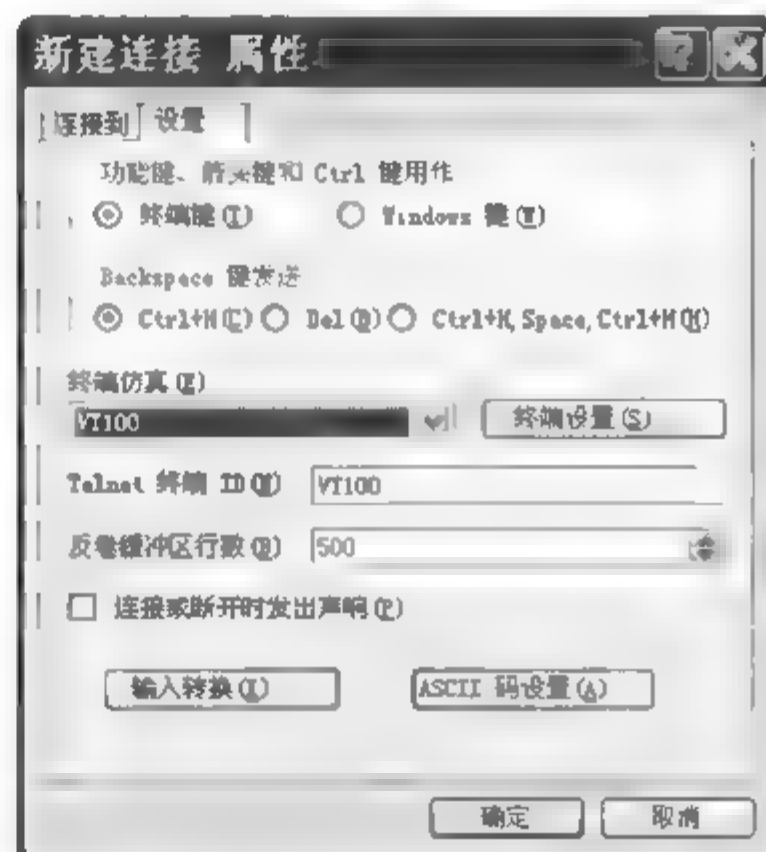 新建连接 属性
连接到 设置
功能键、箭头键和 Ctrl 键用作
终端键(T) Windows 键(W)
Backspace 键发送
Ctrl+H(C) Del(D) Ctrl+H, Space, Ctrl+H(H)
终端仿真(E)
VT100 终端设置(S)
Telnet 终端 ID(N) VT100
反卷缓冲区行数(B) 500
连接或断开时发出声响(P)
输入转换(I) ASCII 码设置(A)
确定 取消